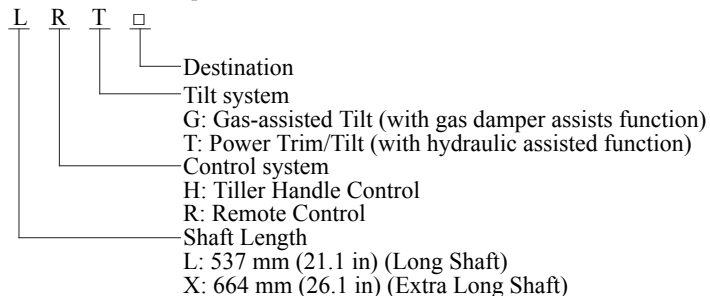 L R T □
Destination
Tilt system
G: Gas-assisted Tilt (with gas damper assists function)
T: Power Trim/Tilt (with hydraulic assisted function)
Control system
H: Tiller Handle Control
R: Remote Control
Shaft Length
L: 537 mm (21.1 in) (Long Shaft)
X: 664 mm (26.1 in) (Extra Long Shaft)